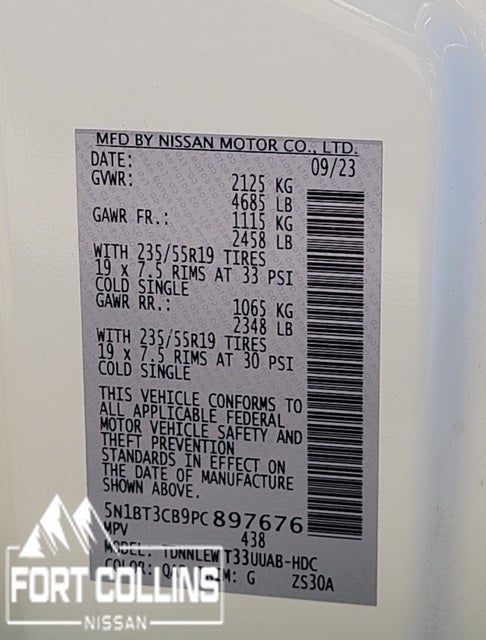 MFD BY NISSAN MOTOR CO., LTD.
DATE: 09/23
GVWR: 2125 KG
4685 LB
GAWR FR.: 1115 KG
2458 LB
WITH 235/55R19 TIRES
19 x 7.5 RIMS AT 33 PSI
COLD SINGLE
GAWR RR.: 1065 KG
2348 LB
WITH 235/55R19 TIRES
19 x 7.5 RIMS AT 30 PSI
COLD SINGLE
THIS VEHICLE CONFORMS TO
ALL APPLICABLE FEDERAL
MOTOR VEHICLE SAFETY AND
THEFT PREVENTION
STANDARDS IN EFFECT ON
THE DATE OF MANUFACTURE
SHOWN ABOVE.
5N1BT3CB9PC897676
MPV 438
MODEL: TDNNLEW T33UUAB-HDC
COLOR: G ZS30A
FORT COLLINS
NISSAN